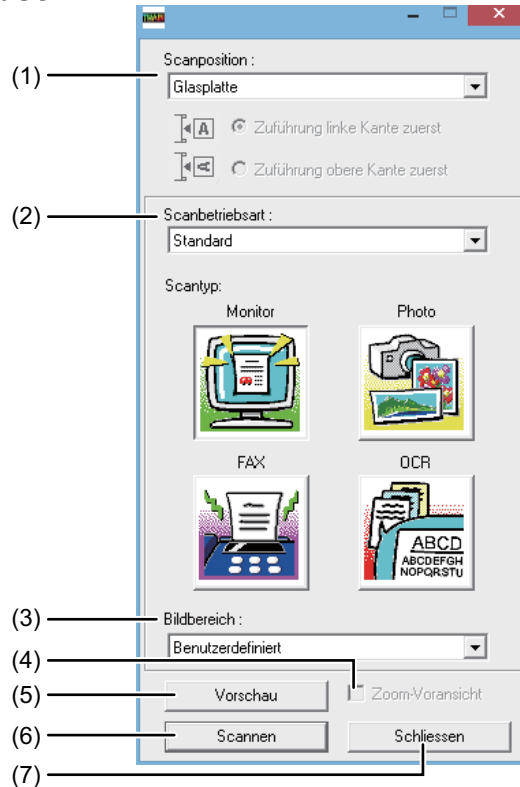 (1)
Scanposition :
Glasplatte
A
Zuführung linke Kante zuerst
A
Zuführung obere Kante zuerst
(2)
Scanbetriebsart :
Standard
Scantyp:
Monitor Photo
FAX OCR
ABCD
ABCDEFGH
NOPQRSTU
(3)
Bildbereich :
Benutzerdefiniert
(4)
(5)
Vorschau Zoom-Voransicht
(6)
Scannen Schliessen
(7)